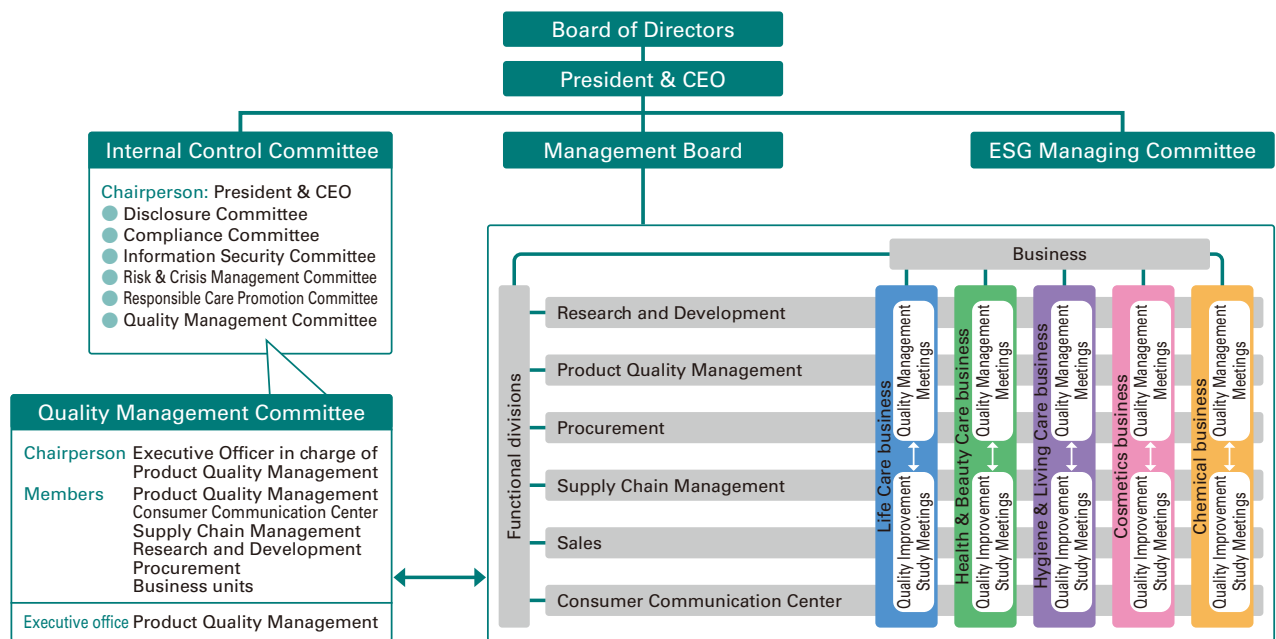 Board of Directors
President & CEO
Internal Control Committee
Chairperson: President & CEO
Disclosure Committee
Compliance Committee
Information Security Committee
Risk & Crisis Management Committee
Responsible Care Promotion Committee
Quality Management Committee
Management Board
ESG Managing Committee
Quality Management Committee
Chairperson Executive Officer in charge of
Product Quality Management
Members Product Quality Management
Consumer Communication Center
Supply Chain Management
Research and Development
Procurement
Business units
Executive office Product Quality Management
Business
Functional divisions
Research and Development
Product Quality Management
Procurement
Supply Chain Management
Sales
Consumer Communication Center
Life Care business
Quality Management
Meetings
Quality Improvement
Study Meetings
Health & Beauty Care business
Quality Management
Meetings
Quality Improvement
Study Meetings
Hygiene & Living Care business
Quality Management
Meetings
Quality Improvement
Study Meetings
Cosmetics business
Quality Management
Meetings
Quality Improvement
Study Meetings
Chemical business
Quality Management
Meetings
Quality Improvement
Study Meetings